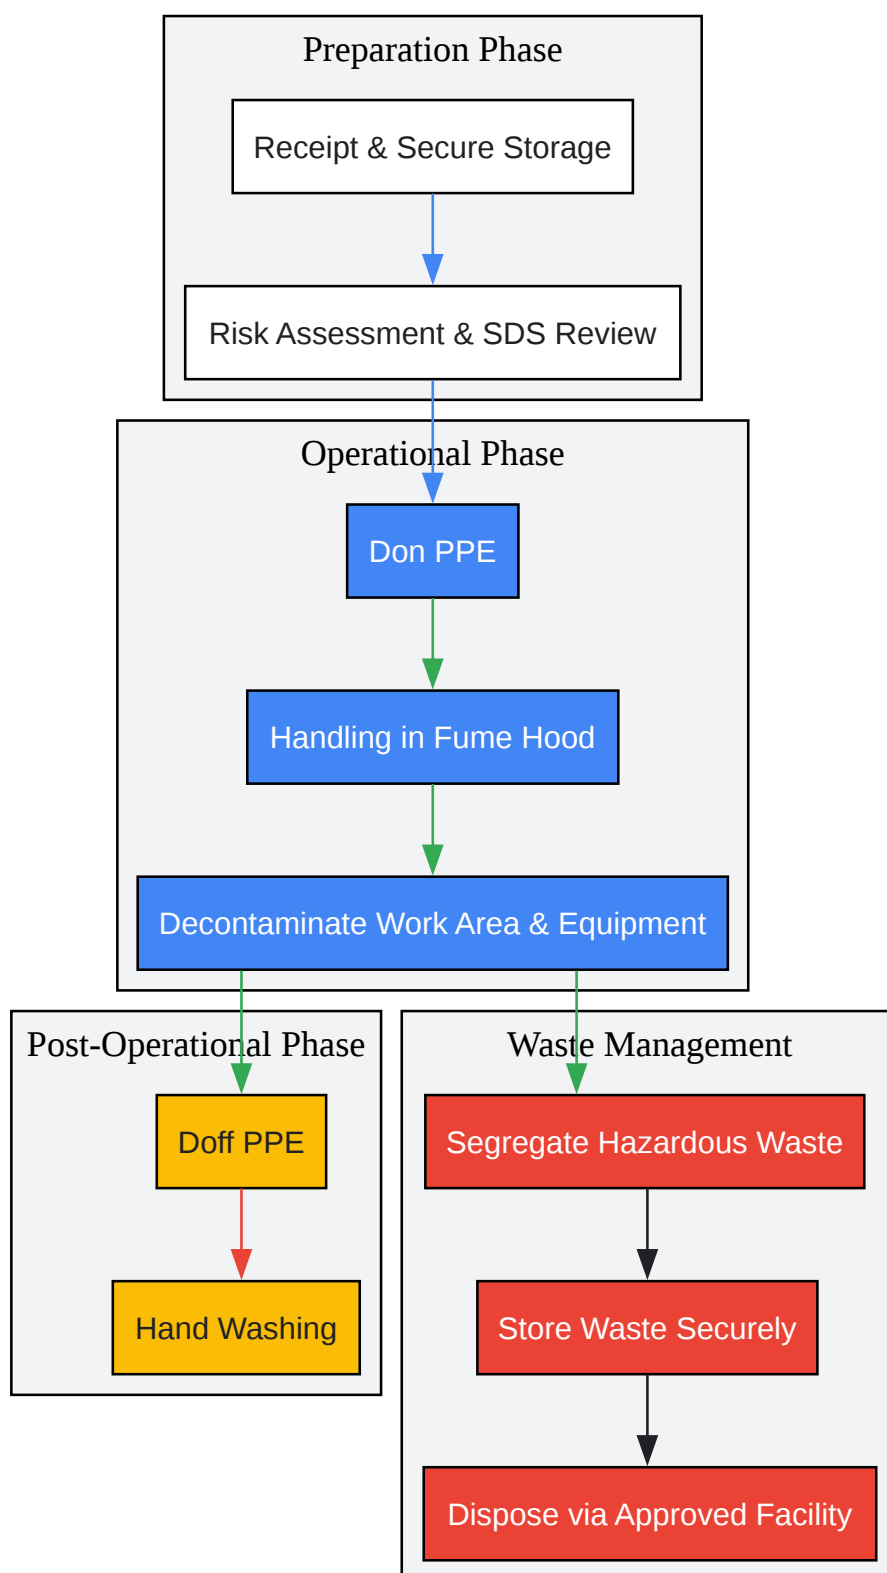 Preparation Phase
Receipt & Secure Storage
Risk Assessment & SDS Review
Operational Phase
Don PPE
Handling in Fume Hood
Decontaminate Work Area & Equipment
Post-Operational Phase
Doff PPE
Hand Washing
Waste Management
Segregate Hazardous Waste
Store Waste Securely
Dispose via Approved Facility